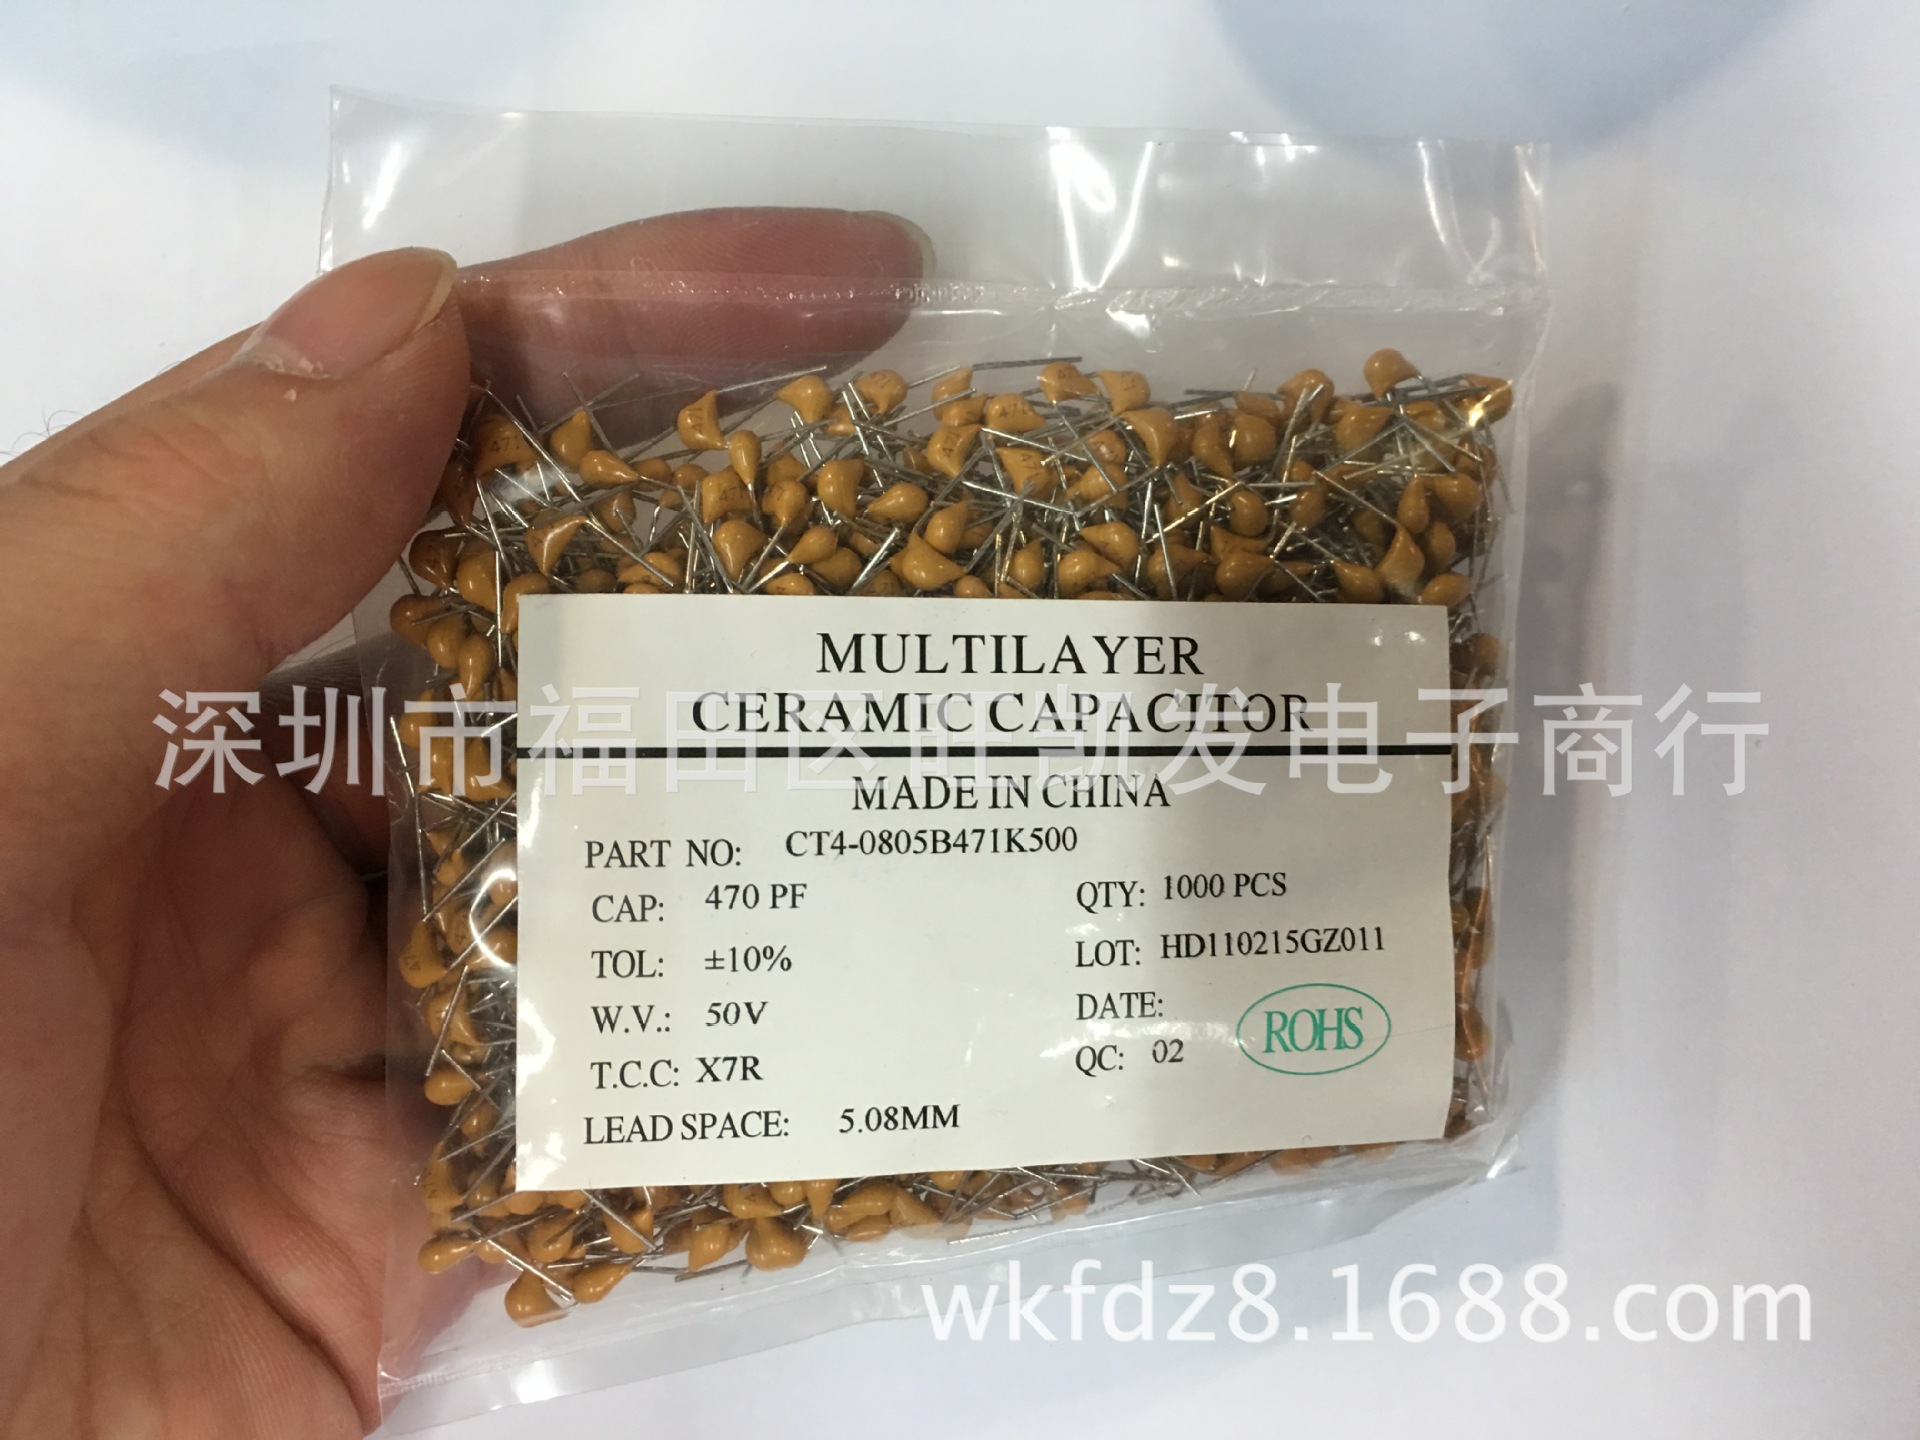 MULTILAYER
CERAMIC CAPACITOR
深圳市福田区旺凯发电子商行
MADE IN CHINA
PART NO: CT4-0805B471K500
CAP: 470 PF QTY: 1000 PCS
TOL: ±10% LOT: HD110215GZ011
W.V.: 50V DATE:
T.C.C: X7R QC: 02 ROHS
LEAD SPACE: 5.08MM
wkfdz8.1688.com